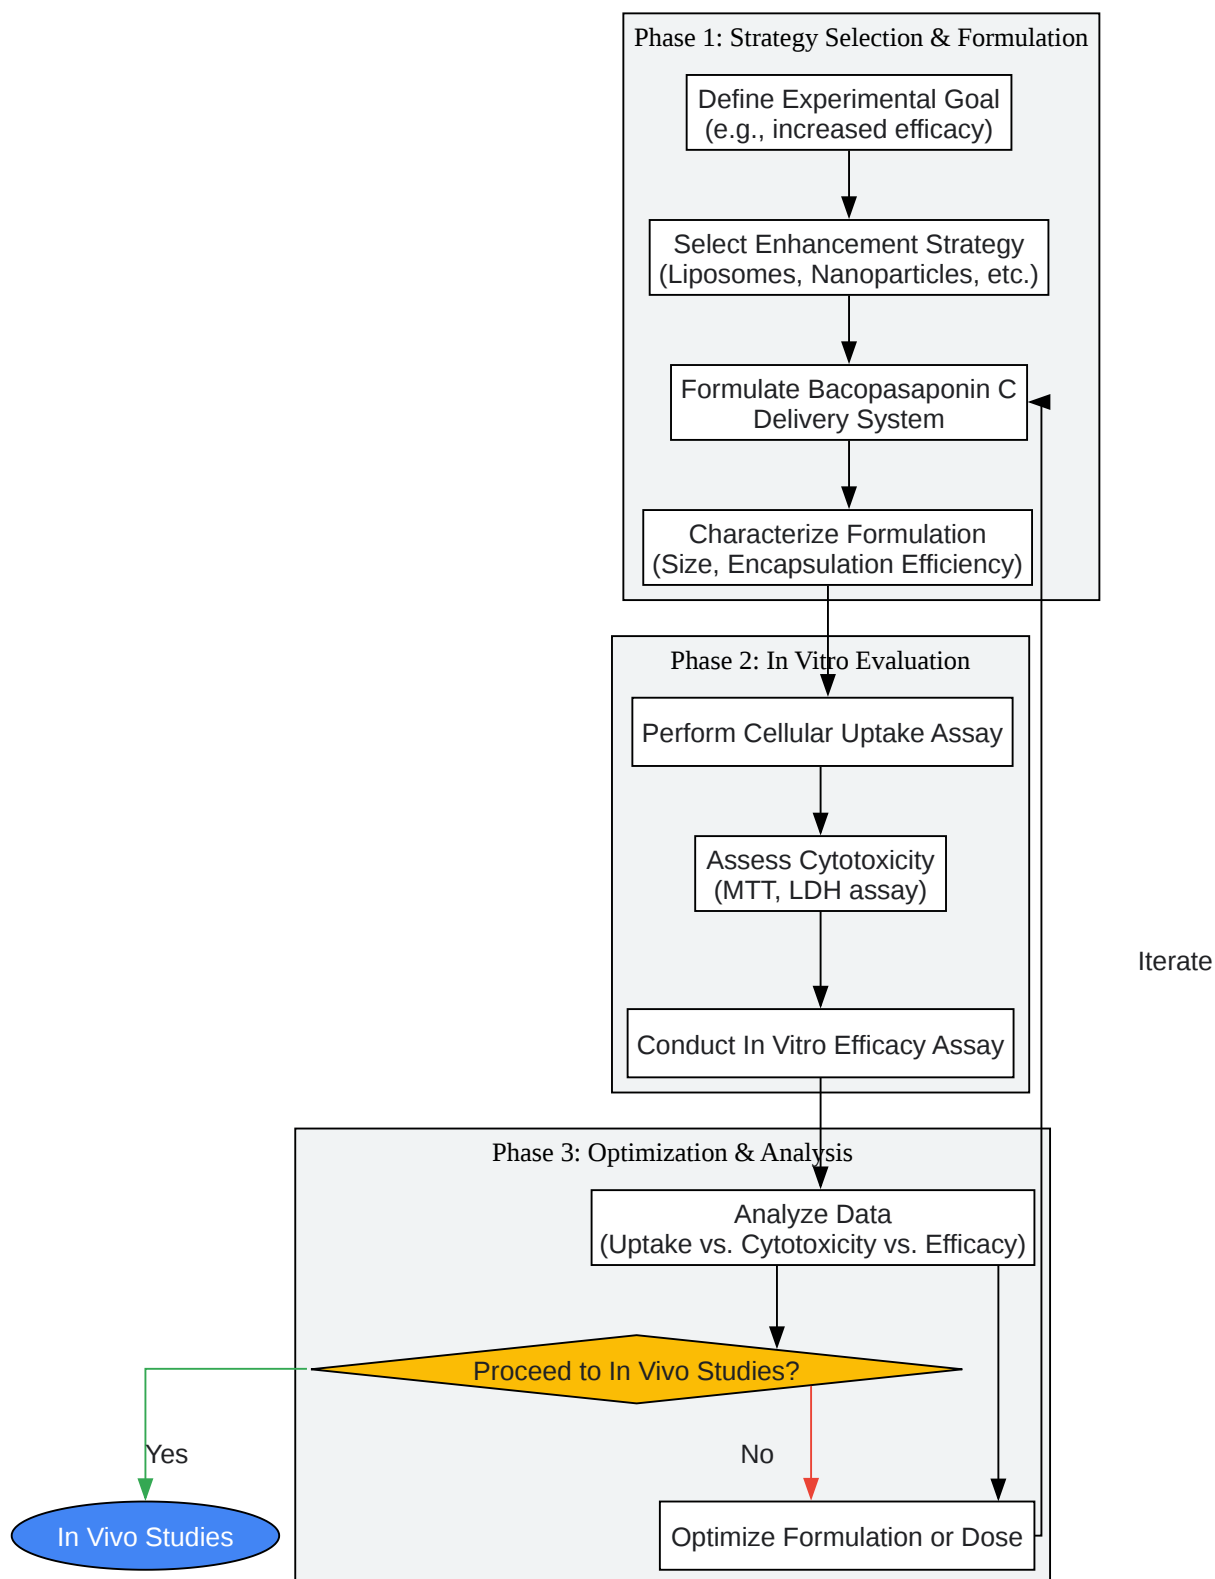 Phase 1: Strategy Selection & Formulation
Define Experimental Goal
(e.g., increased efficacy)
Select Enhancement Strategy
(Liposomes, Nanoparticles, etc.)
Formulate Bacopasaponin C
Delivery System
Characterize Formulation
(Size, Encapsulation Efficiency)
Phase 2: In Vitro Evaluation
Perform Cellular Uptake Assay
Assess Cytotoxicity
(MTT, LDH assay)
Iterate
Conduct In Vitro Efficacy Assay
Phase 3: Optimization & Analysis
Analyze Data
(Uptake vs. Cytotoxicity vs. Efficacy)
Proceed to In Vivo Studies?
Yes
No
In Vivo Studies
Optimize Formulation or Dose